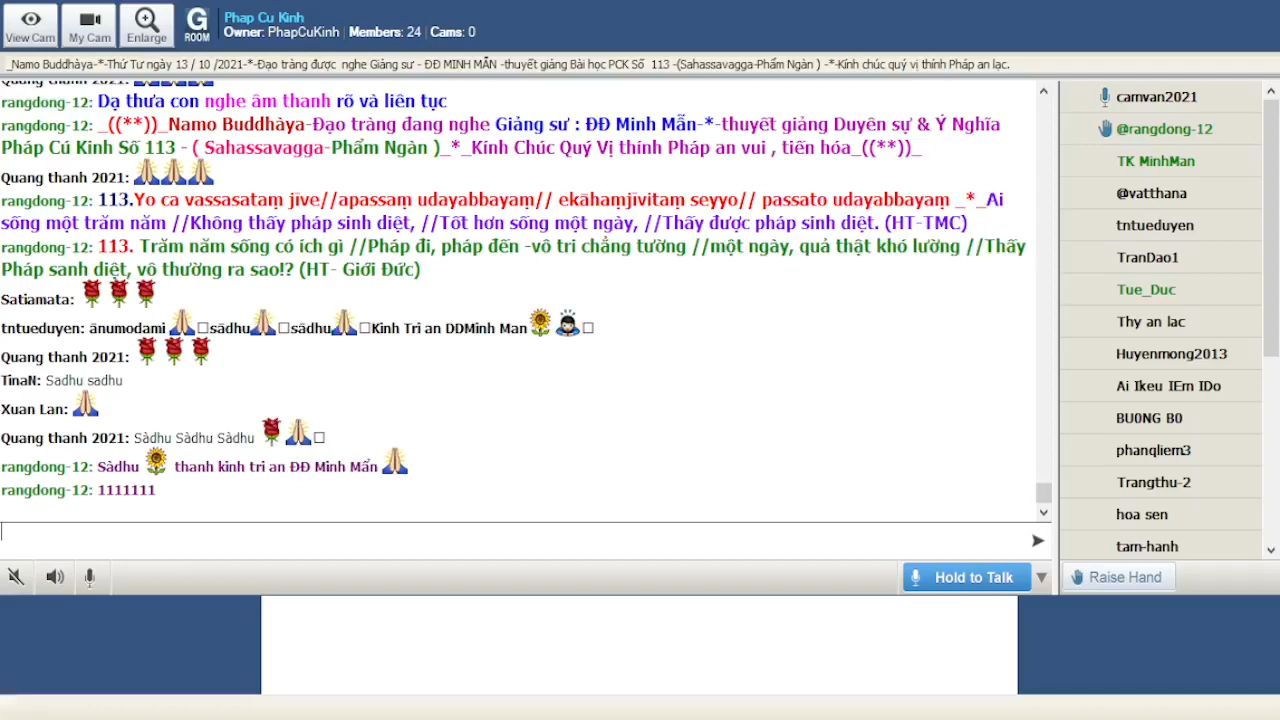 View Cam
My Cam
Enlarge
G
ROOM
Phap Cu Kinh
Owner: PhapCuKinh | Members: 24 | Cams: 0
_Namo Buddhàya-*-Thứ Tư ngày 13 / 10 /2021-*-Đạo tràng được nghe Giảng sư - ĐĐ MINH MẪN -thuyết giảng Bài học PCK Số 113 -(Sahassavagga-Phẩm Ngàn ) -*-Kính chúc quý vị thính Pháp an lạc.
Quang thanh 2021:
rangdong-12: Dạ thưa con nghe âm thanh rõ và liên tục
rangdong-12: _((**))_Namo Buddhàya-Đạo tràng đang nghe Giảng sư : ĐĐ Minh Mẫn-*-thuyết giảng Duyên sự & Ý Nghĩa
Pháp Cú Kinh Số 113 - ( Sahassavagga-Phẩm Ngàn )_*_Kính Chúc Quý Vị thính Pháp an vui , tiến hóa_((**))_
Quang thanh 2021:
rangdong-12: 113.Yo ca vassasataṃ jīve//apassaṃ udayabbayaṃ// ekāhaṃjīvitaṃ seyyo// passato udayabbayaṃ _*_Ai
sống một trăm năm //Không thấy pháp sinh diệt, //Tốt hơn sống một ngày, //Thấy được pháp sinh diệt. (HT-TMC)
rangdong-12: 113. Trăm năm sống có ích gì //Pháp đi, pháp đến -vô tri chẳng tường //một ngày, quả thật khó lường //Thấy
Pháp sanh diệt, vô thường ra sao!? (HT- Giới Đức)
Satiamata:
tntueduyen: ānumodami sādhu sādhu Kinh Tri an DDMinh Man
Quang thanh 2021:
TinaN: Sadhu sadhu
Xuan Lan:
Quang thanh 2021: Sàdhu Sàdhu Sàdhu
rangdong-12: Sàdhu thanh kinh tri an ĐĐ Minh Mẩn
rangdong-12: 1111111
Hold to Talk
camvan2021
@rangdong-12
TK MinhMan
@vatthana
tntueduyen
TranDao1
Tue_Duc
Thy an lac
Huyenmong2013
Ai Ikeu IEm IDo
BU0NG B0
phanqliem3
Trangthu-2
hoa sen
tam-hanh
Raise Hand